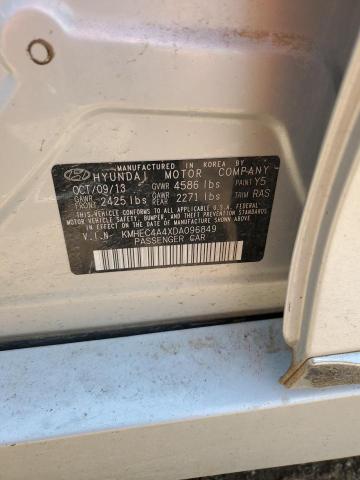 MANUFACTURED IN KOREA BY
HYUNDAI MOTOR COMPANY
OCT/09/13 GVWR 4586 lbs PAINT Y5
GAWR FRONT 2425 lbs GAWR REAR 2271 lbs TRIM RAS
THIS VEHICLE CONFORMS TO ALL APPLICABLE U.S.A. FEDERAL
MOTOR VEHICLE SAFETY, BUMPER, AND THEFT PREVENTION
STANDARDS IN EFFECT ON THE DATE OF MANUFACTURE SHOWN ABOVE.
V.I.N. KMHEC4A4XDA096849
PASSENGER CAR